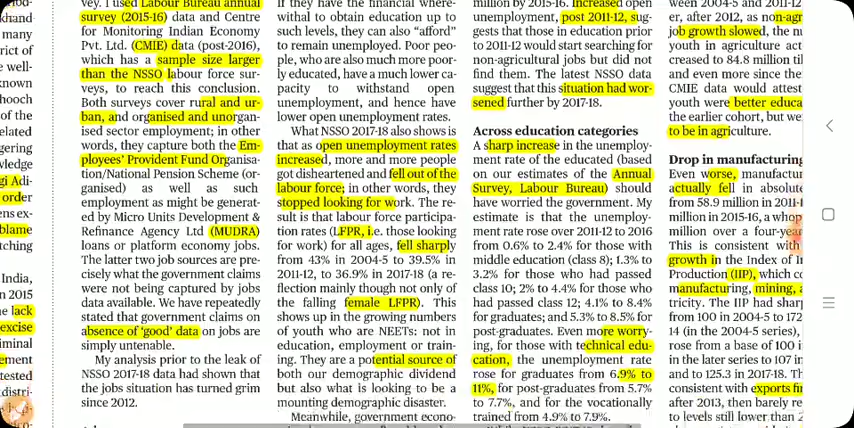 khand
many
rict of
e well-
known
hooch
of the
elated
gering
wledge
gi Adi-
order
ens ex-
blame
tching
India,
n 2015
e lack
excise
iminal
ement
tested
distri-
vey. I used Labour Bureau annual
survey (2015-16) data and Centre
for Monitoring Indian Economy
Pvt. Ltd. (CMIE) data (post-2016),
which has a sample size larger
than the NSSO labour force sur-
veys, to reach this conclusion.
Both surveys cover rural and ur-
ban, and organised and unorgan-
ised sector employment; in other
words, they capture both the Em-
ployees' Provident Fund Organisa-
tion/National Pension Scheme (or-
ganised) as well as such
employment as might be generat-
ed by Micro Units Development &
Refinance Agency Ltd (MUDRA)
loans or platform economy jobs.
The latter two job sources are pre-
cisely what the government claims
were not being captured by jobs
data available. We have repeatedly
stated that government claims on
absence of 'good' data on jobs are
simply untenable.
My analysis prior to the leak of
NSSO 2017-18 data had shown that
the jobs situation has turned grim
since 2012.
if they have the financial where-
withal to obtain education up to
such levels, they can also "afford"
to remain unemployed. Poor peo-
ple, who are also much more poor-
ly educated, have a much lower ca-
pacity to withstand open
unemployment, and hence have
lower open unemployment rates.
What NSSO 2017-18 also shows is
that as open unemployment rates
increased, more and more people
got disheartened and fell out of the
labour force; in other words, they
stopped looking for work. The re-
sult is that labour force participa-
tion rates (LFPR, i.e. those looking
for work) for all ages, fell sharply
from 43% in 2004-5 to 39.5% in
2011-12, to 36.9% in 2017-18 (a re-
flection mainly though not only of
the falling female LFPR). This
shows up in the growing numbers
of youth who are NEETs: not in
education, employment or train-
ing. They are a potential source of
both our demographic dividend
but also what is looking to be a
mounting demographic disaster.
Meanwhile, government econo-
million by 2015-16. Increased open
unemployment, post 2011-12, sug-
gests that those in education prior
to 2011-12 would start searching for
non-agricultural jobs but did not
find them. The latest NSSO data
suggest that this situation had wor-
sened further by 2017-18.
Across education categories
A sharp increase in the unemploy-
ment rate of the educated (based
on our estimates of the Annual
Survey, Labour Bureau) should
have worried the government. My
estimate is that the unemploy-
ment rate rose over 2011-12 to 2016
from 0.6% to 2.4% for those with
middle education (class 8); 1.3% to
3.2% for those who had passed
class 10; 2% to 4.4% for those who
had passed class 12; 4.1% to 8.4%
for graduates; and 5.3% to 8.5% for
post-graduates. Even more worry-
ing, for those with technical edu-
cation, the unemployment rate
rose for graduates from 6.9% to
11%, for post-graduates from 5.7%
to 7.7%, and for the vocationally
trained from 4.9% to 7.9%.
ween 2004-5 and 2011-12
er, after 2012, as non-agr
job growth slowed, the nu
youth in agriculture act
creased to 84.8 million til
and even more since the
CMIE data would attest
youth were better educa
the earlier cohort, but we
to be in agriculture.
Drop in manufacturing
Even worse, manufactur
actually fell in absolute
from 58.9 million in 2011-1
million in 2015-16, a whop
million over a four-year
This is consistent with
growth in the Index of In
Production (IIP), which co
manufacturing, mining, a
tricity. The IIP had sharp
from 100 in 2004-5 to 172
14 (in the 2004-5 series),
rose from a base of 100 i
in the later series to 107 in
and to 125.3 in 2017-18. Th
consistent with exports fir
after 2013, then barely re
to levels still lower than 2